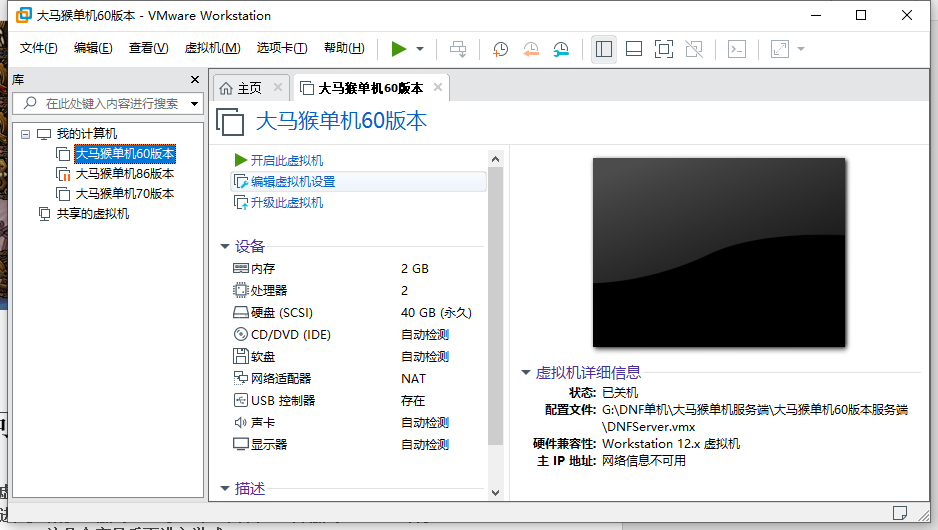 大马猴单机60版本 - VMware Workstation
文件(F) 编辑(E) 查看(V) 虚拟机(M) 选项卡(T) 帮助(H)
库
在此处键入内容进行搜索
我的计算机
大马猴单机60版本
大马猴单机86版本
大马猴单机70版本
共享的虚拟机
主页 大马猴单机60版本
大马猴单机60版本
开启此虚拟机
编辑虚拟机设置
升级此虚拟机
设备
内存 2 GB
处理器 2
硬盘 (SCSI) 40 GB (永久)
CD/DVD (IDE) 自动检测
软盘 自动检测
网络适配器 NAT
USB 控制器 存在
声卡 自动检测
显示器 自动检测
描述
虚拟机详细信息
状态: 已关机
配置文件: G:\DNF单机\大马猴单机服务端\大马猴单机60版本服务端
\DNFServer.vmx
硬件兼容性: Workstation 12.x 虚拟机
主 IP 地址: 网络信息不可用